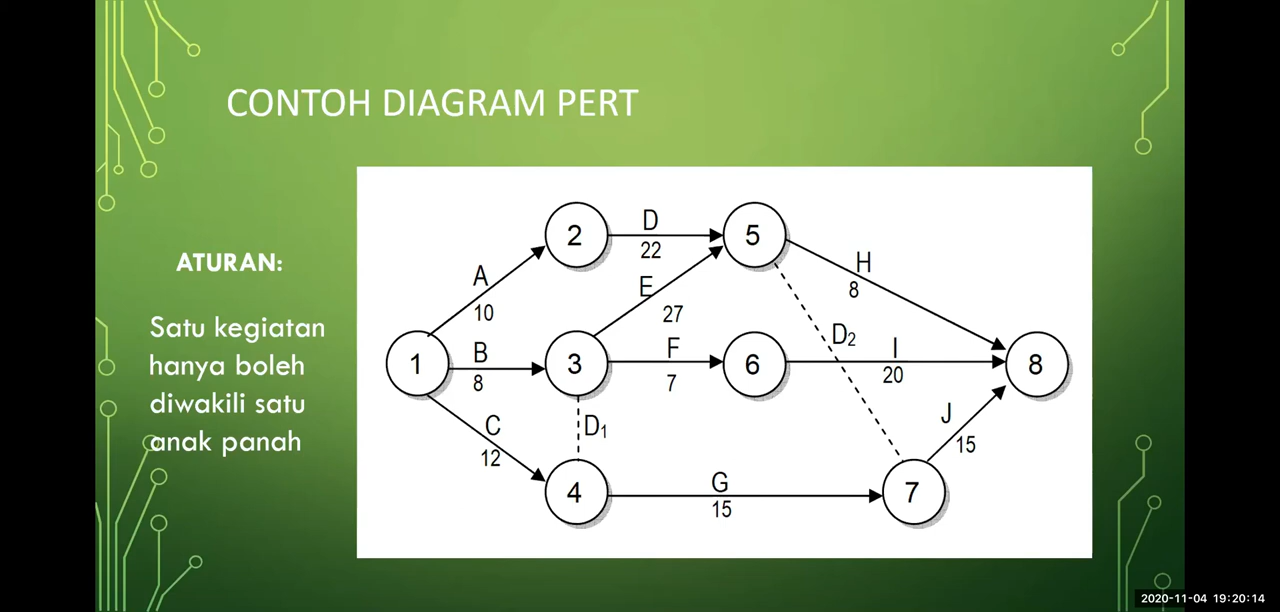 CONTOH DIAGRAM PERT
ATURAN:
Satu kegiatan
hanya boleh
diwakili satu
anak panah
2
D
22
5
A
10
E
27
H
8
1
B
8
3
F
7
6
D2
I
20
8
C
12
D1
J
15
4
G
15
7
2020-11-04 19:20:14